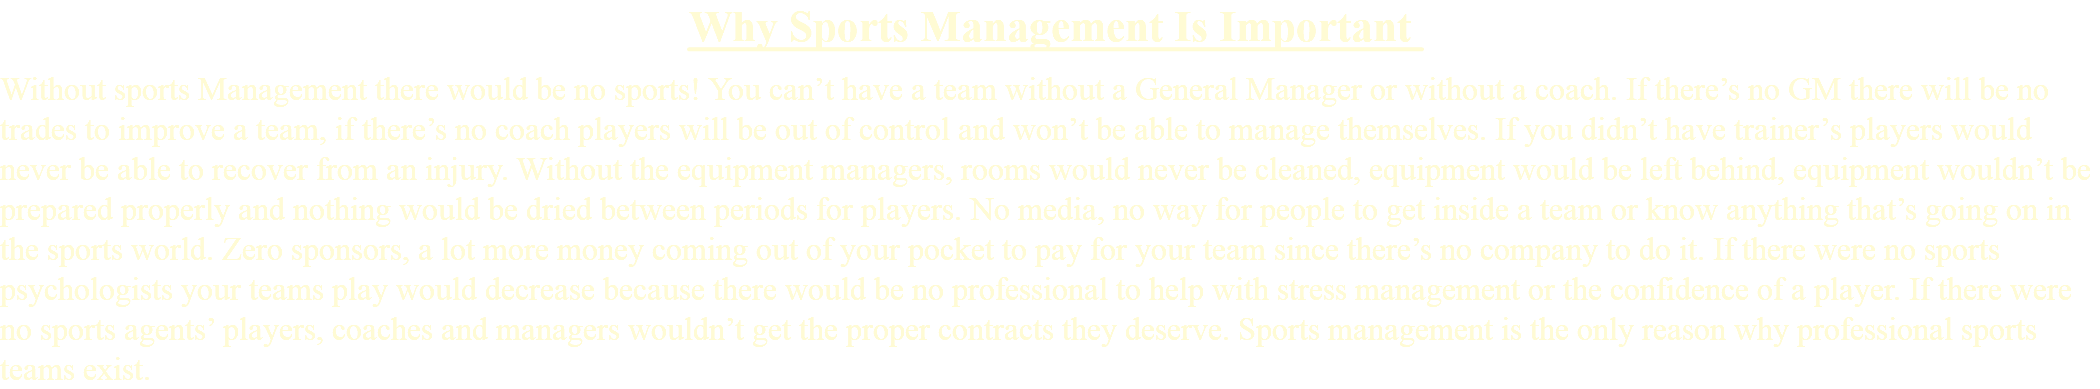 Why Sports Management Is Important
Without sports Management there would be no sports! You can’t have a team without a General Manager or without a coach. If there’s no GM there will be no
trades to improve a team, if there’s no coach players will be out of control and won’t be able to manage themselves. If you didn’t have trainer’s players would
never be able to recover from an injury. Without the equipment managers, rooms would never be cleaned, equipment would be left behind, equipment wouldn’t be
prepared properly and nothing would be dried between periods for players. No media, no way for people to get inside a team or know anything that’s going on in
the sports world. Zero sponsors, a lot more money coming out of your pocket to pay for your team since there’s no company to do it. If there were no sports
psychologists your teams play would decrease because there would be no professional to help with stress management or the confidence of a player. If there were
no sports agents’ players, coaches and managers wouldn’t get the proper contracts they deserve. Sports management is the only reason why professional sports
teams exist.